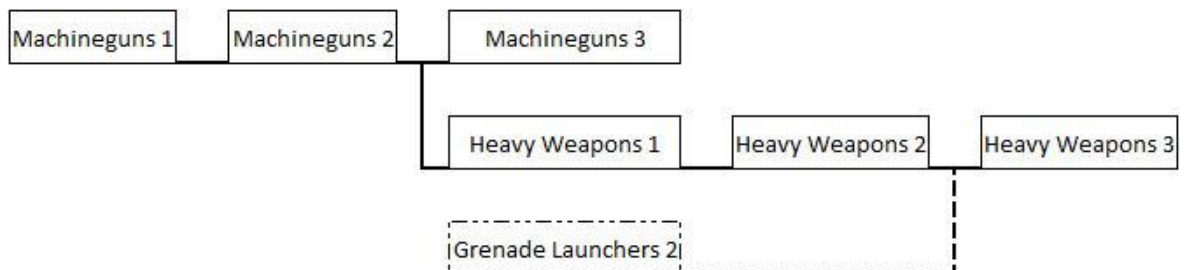 Machineguns 1
Machineguns 2
Machineguns 3
Heavy Weapons 1
Heavy Weapons 2
Heavy Weapons 3
Grenade Launchers 2